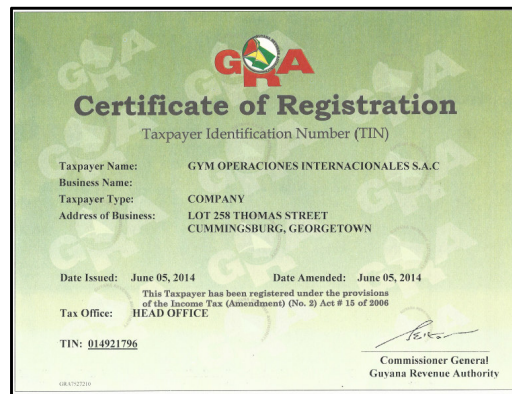 GRA
Certificate of Registration
Taxpayer Identification Number (TIN)
Taxpayer Name: GYM OPERACIONES INTERNACIONALES S.A.C
Business Name:
Taxpayer Type: COMPANY
Address of Business: LOT 258 THOMAS STREET
CUMMINGSBURG, GEORGETOWN
Date Issued: June 05, 2014 Date Amended: June 05, 2014
This Taxpayer has been registered under the provisions
of the Income Tax (Amendment) (No. 2) Act # 15 of 2006
Tax Office: HEAD OFFICE
TIN: 014921796
Commissioner General
Guyana Revenue Authority